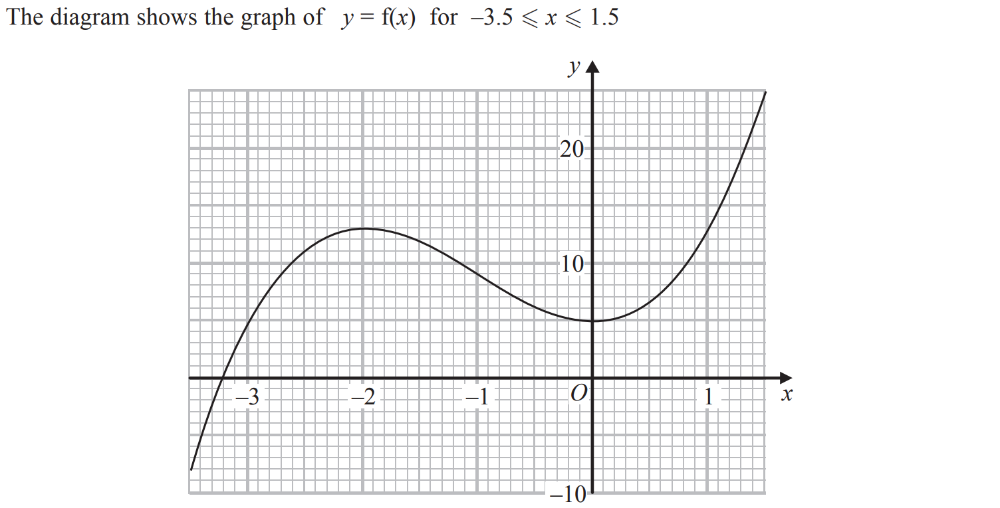 The diagram shows the graph of y = f(x) for –3.5 ⩽ x ⩽ 1.5
y
20
10
–3 –2 –1 O 1 x
–10